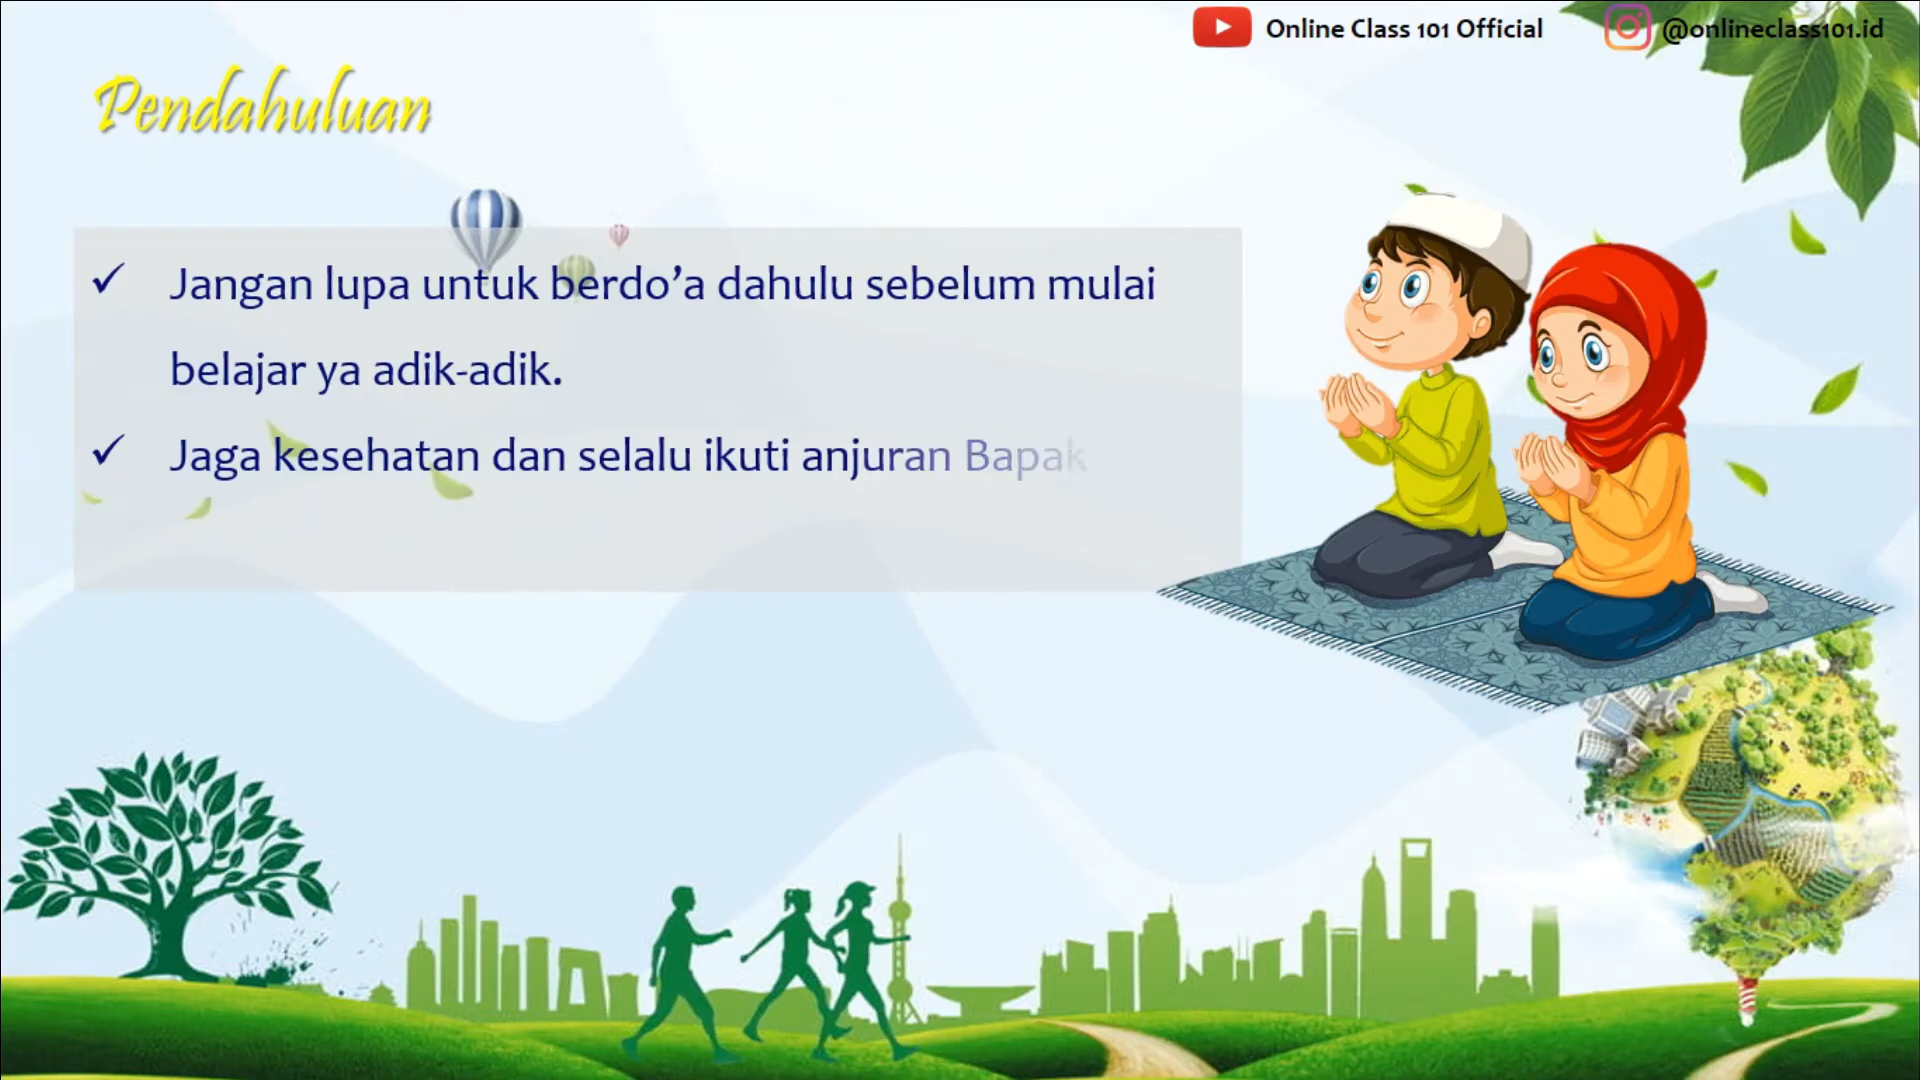 Online Class 101 Official
@onlineclass101.id
Pendahuluan
✓ Jangan lupa untuk berdo’a dahulu sebelum mulai
belajar ya adik-adik.
✓ Jaga kesehatan dan selalu ikuti anjuran Bapak